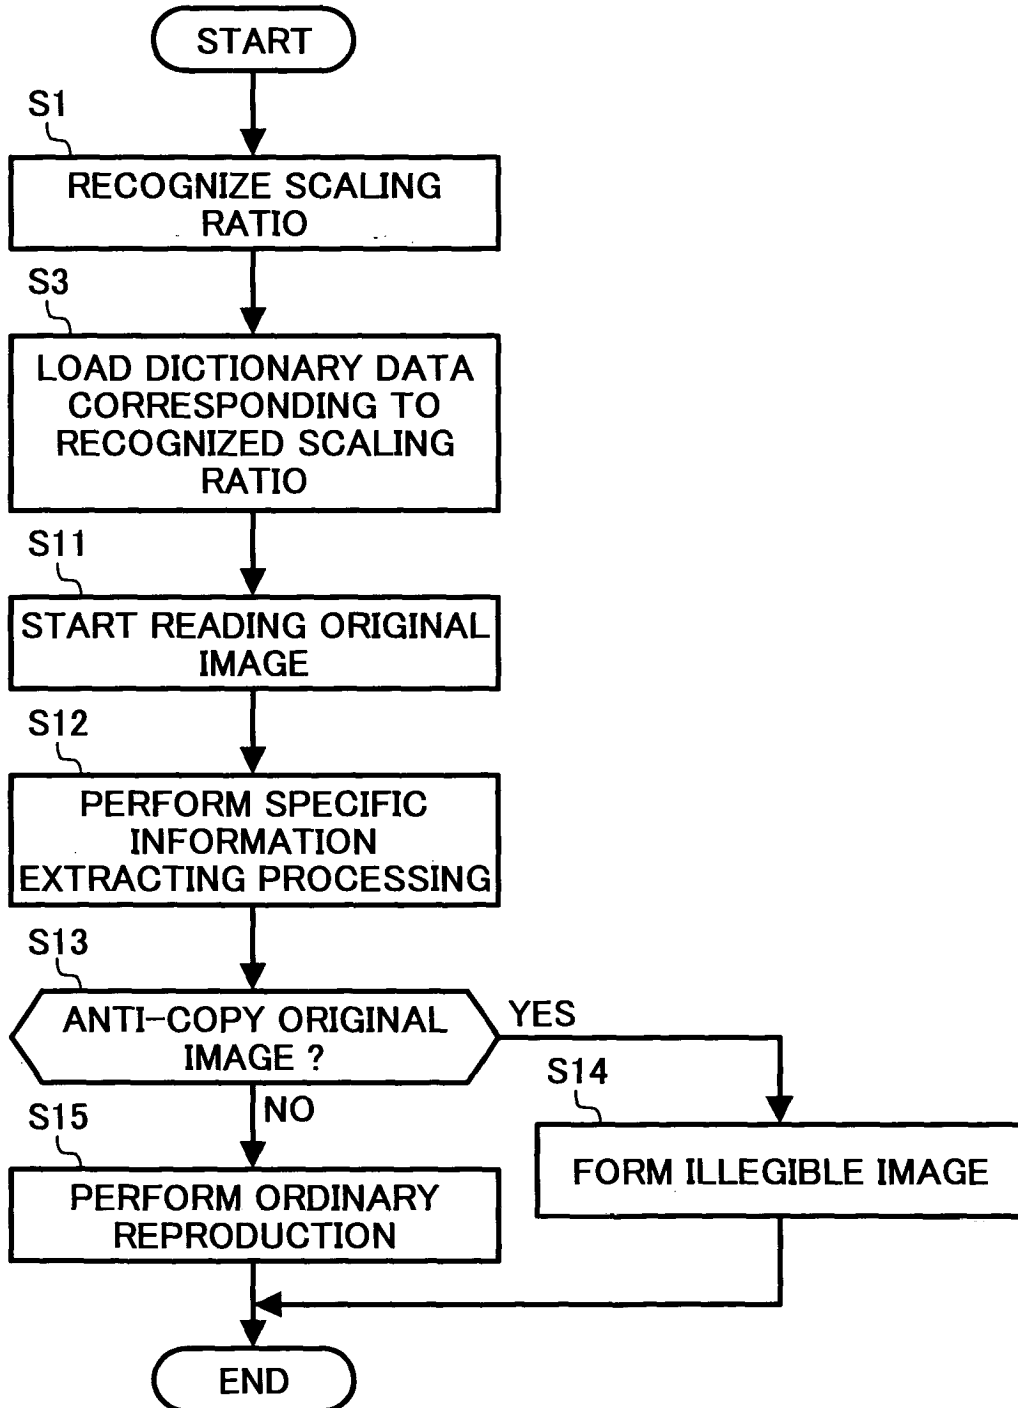 START
S1
RECOGNIZE SCALING
RATIO
S3
LOAD DICTIONARY DATA
CORRESPONDING TO
RECOGNIZED SCALING
RATIO
S11
START READING ORIGINAL
IMAGE
S12
PERFORM SPECIFIC
INFORMATION
EXTRACTING PROCESSING
S13
ANTI-COPY ORIGINAL
IMAGE ?
YES
S14
FORM ILLEGIBLE IMAGE
NO
S15
PERFORM ORDINARY
REPRODUCTION
END